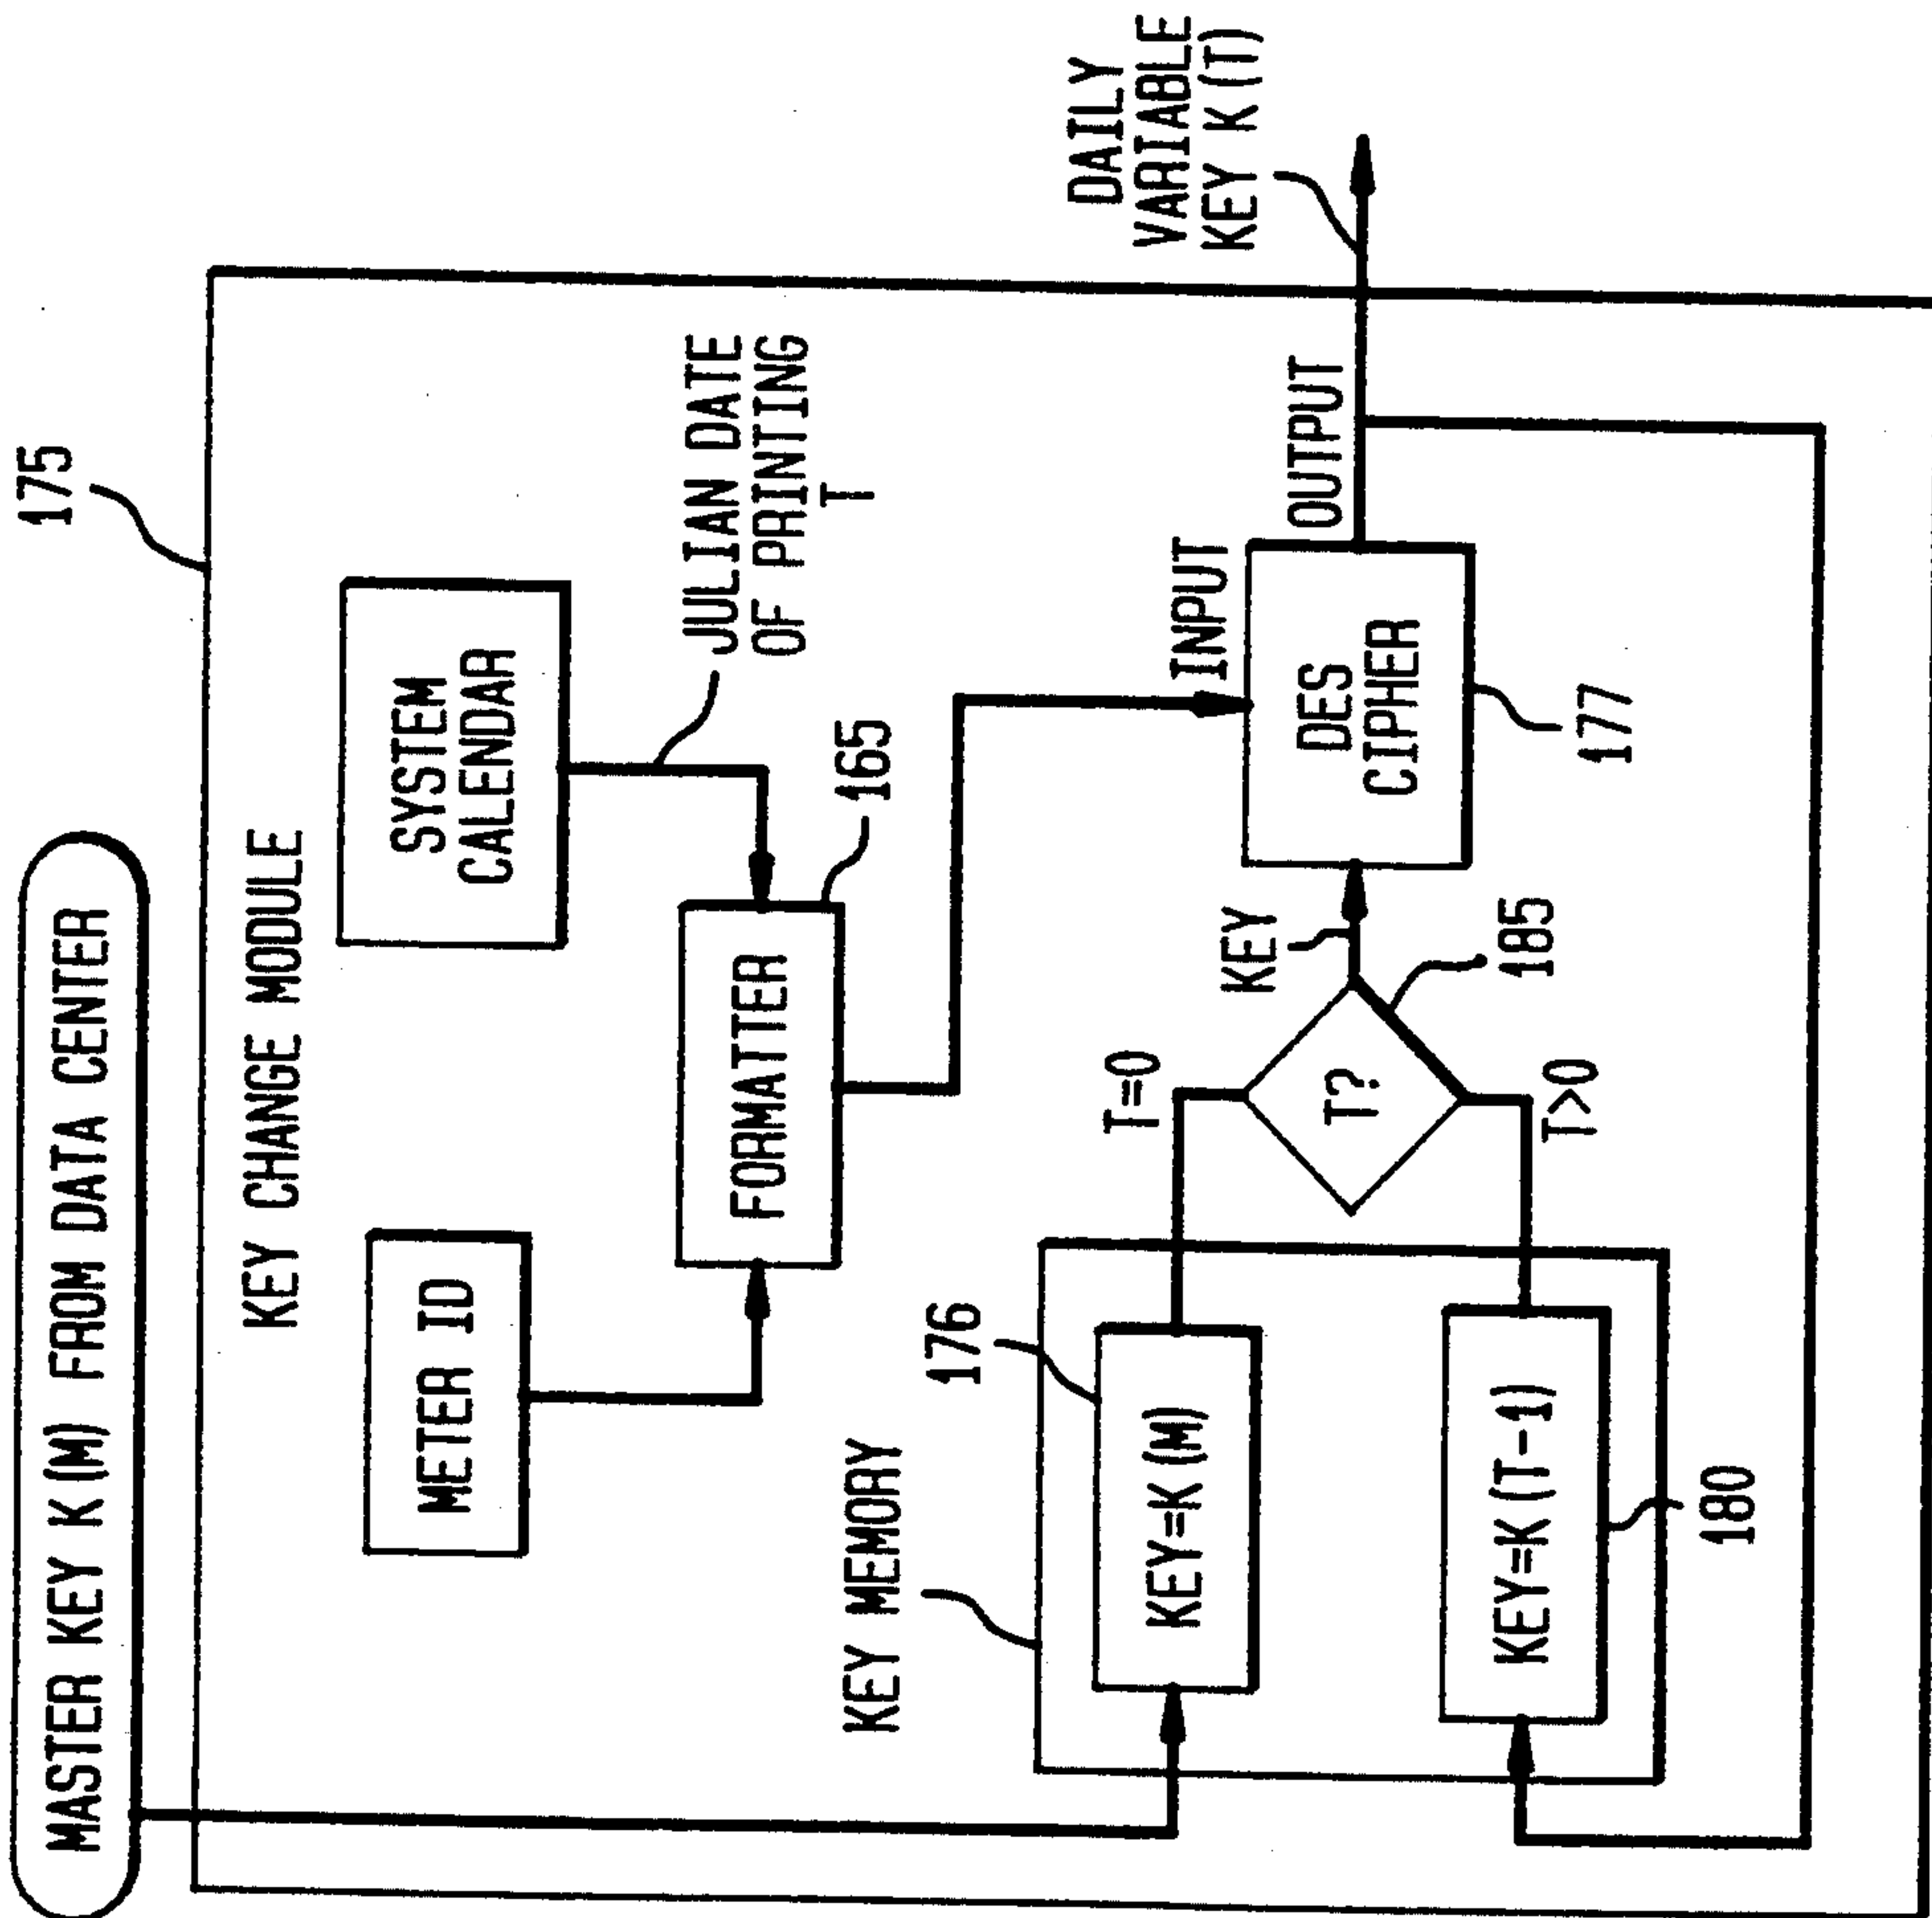 MASTER KEY K(M) FROM DATA CENTER
175
KEY CHANGE MODULE
METER ID
SYSTEM
CALENDAR
JULIAN DATE
OF PRINTING
T
FORMATTER
165
KEY MEMORY
176
KEY=K(M)
T=0
T?
T>0
185
KEY
INPUT
DES
CIPHER
177
OUTPUT
DAILY
VARIABLE
KEY K(T)
KEY=K(T-1)
180